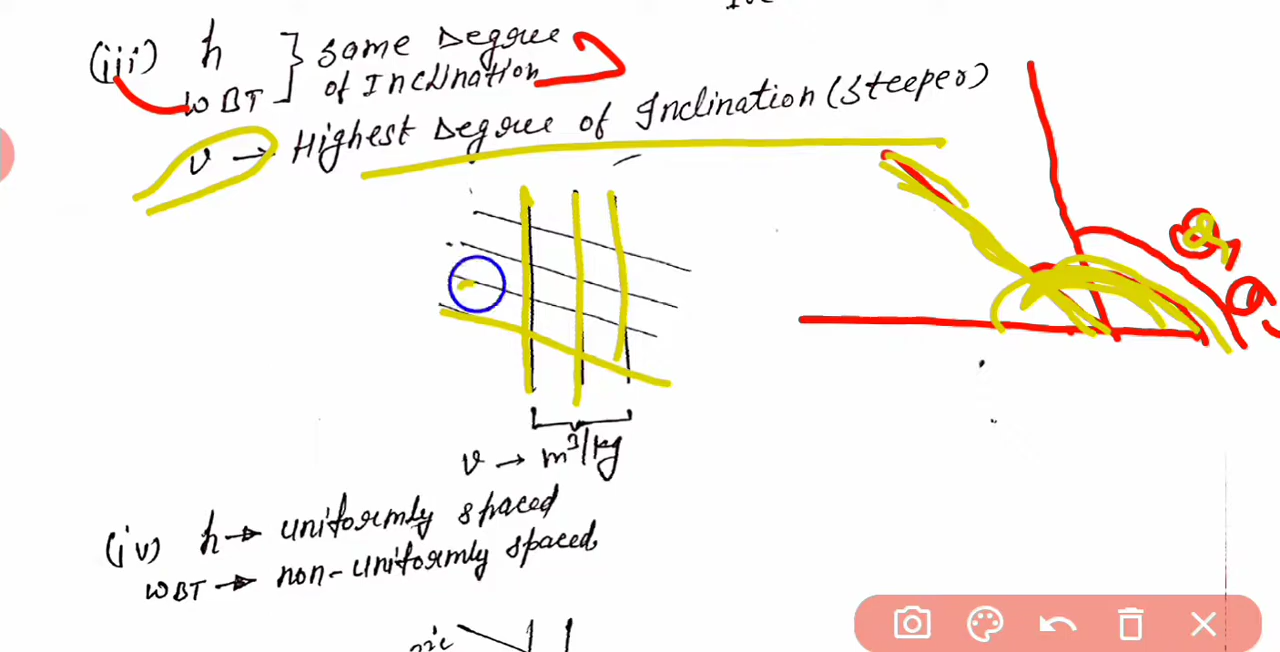 (iii) h } Same Degree
WBT } of Inclination
v → Highest Degree of Inclination (Steeper)
v → m³/kg
(iv) h → uniformly spaced
WBT → non-uniformly spaced